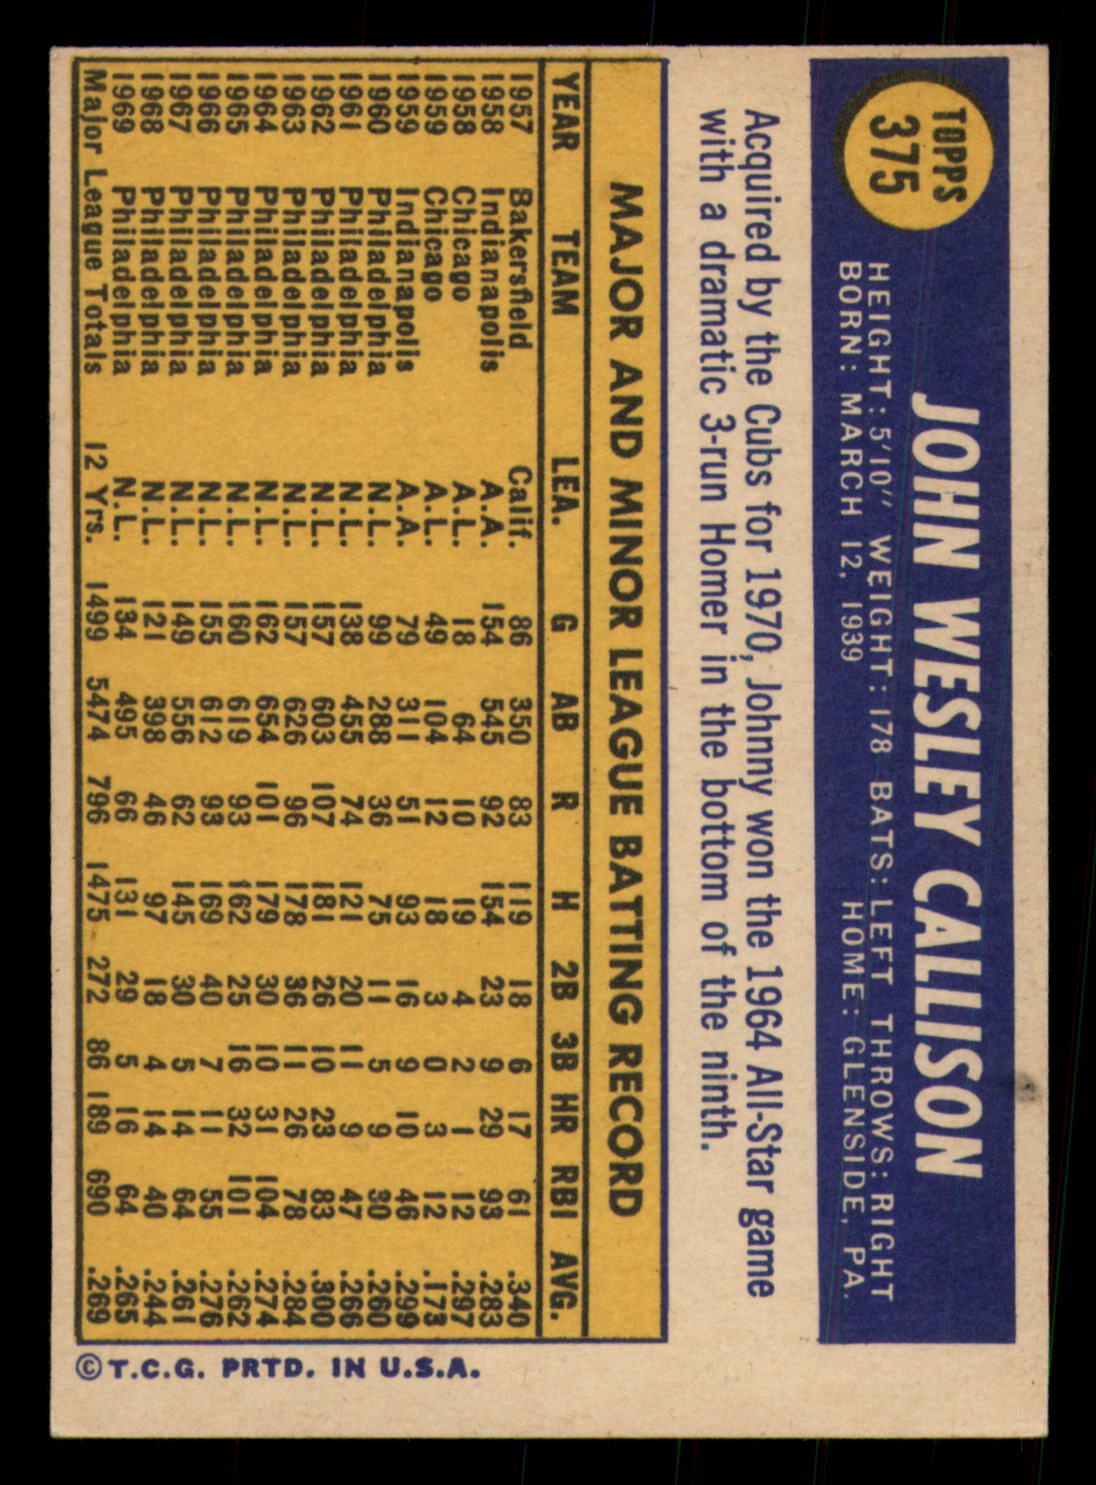 TOPPS
375
JOHN WESLEY CALLISON
HEIGHT: 5'10" WEIGHT: 178 BATS: LEFT THROWS: RIGHT
BORN: MARCH 12, 1939 HOME: GLENSIDE, PA.
Acquired by the Cubs for 1970, Johnny won the 1964 All-Star game
with a dramatic 3-run Homer in the bottom of the ninth.
MAJOR AND MINOR LEAGUE BATTING RECORD
YEAR TEAM LEA. G AB R H 2B 3B HR RBI AVG.
1957 Bakersfield Calif. 86 350 83 119 18 6 17 61 .340
1958 Indianapolis A.A. 154 545 92 154 23 9 29 93 .283
1958 Chicago A.L. 18 64 10 19 4 2 1 12 .297
1959 Chicago A.L. 49 104 12 18 3 0 3 12 .173
1959 Indianapolis A.A. 79 311 51 93 16 9 10 46 .299
1960 Philadelphia N.L. 99 288 36 75 11 5 9 30 .260
1961 Philadelphia N.L. 138 455 74 121 20 11 9 47 .266
1962 Philadelphia N.L. 157 603 107 181 26 10 23 83 .300
1963 Philadelphia N.L. 157 626 96 178 36 11 26 78 .284
1964 Philadelphia N.L. 162 654 101 179 30 10 31 104 .274
1965 Philadelphia N.L. 160 619 93 162 25 16 32 101 .262
1966 Philadelphia N.L. 155 612 93 169 40 7 11 55 .276
1967 Philadelphia N.L. 149 556 62 145 30 5 14 64 .261
1968 Philadelphia N.L. 121 398 46 97 18 4 14 40 .244
1969 Philadelphia N.L. 134 495 66 131 29 5 16 64 .265
Major League Totals 12 Yrs. 1499 5474 796 1475 272 86 189 690 .269
© T.C.G. PRTD. IN U.S.A.